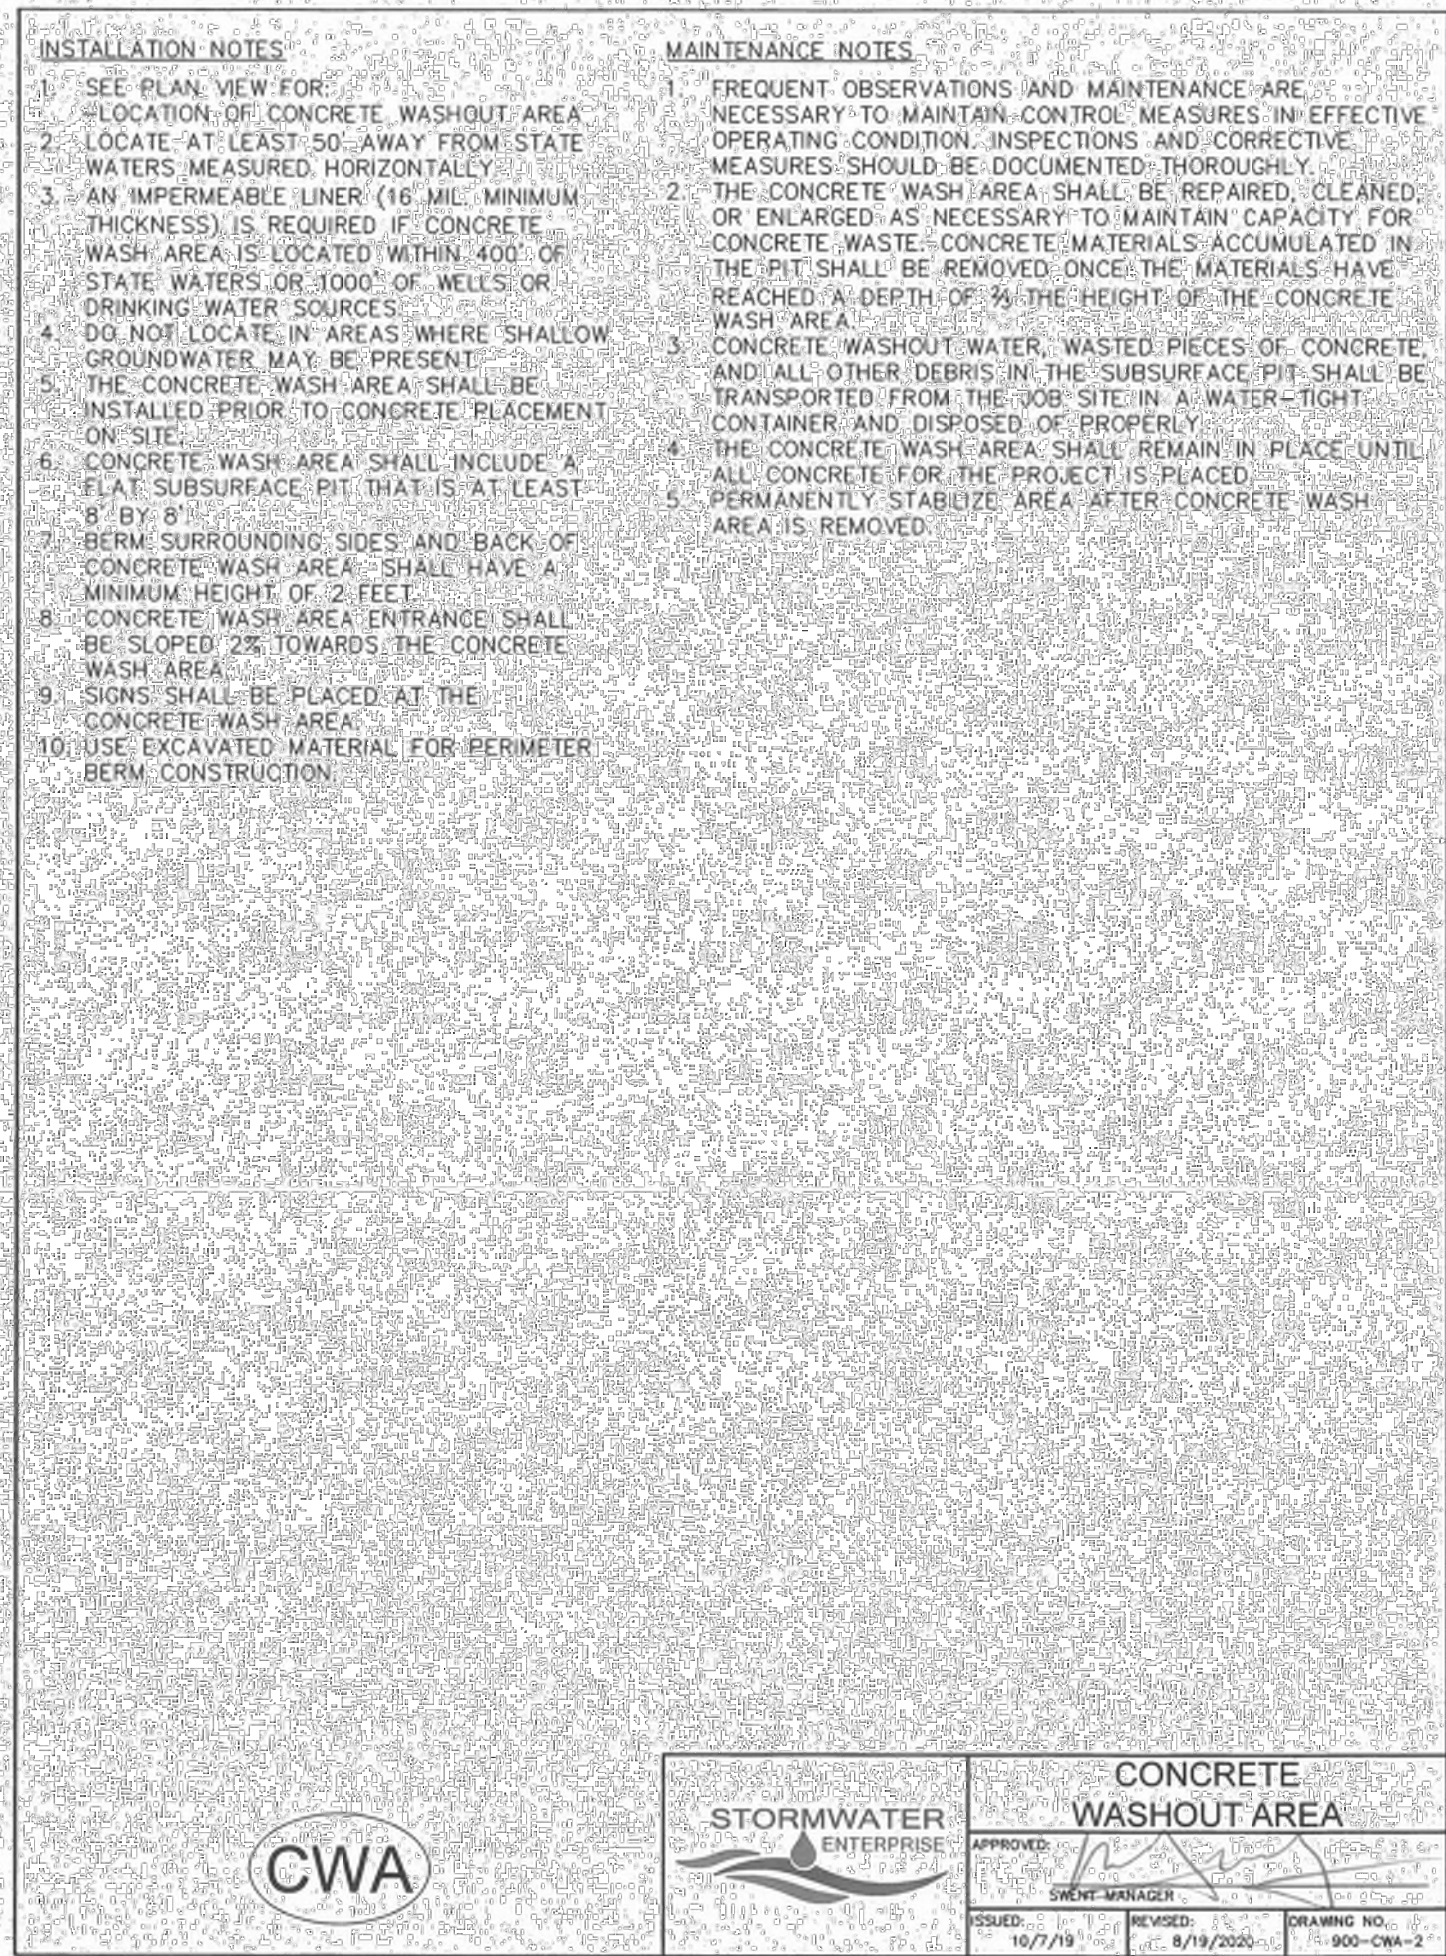 INSTALLATION NOTES
1. SEE PLAN VIEW FOR:
-LOCATION OF CONCRETE WASHOUT AREA
2. LOCATE AT LEAST 50' AWAY FROM STATE
WATERS MEASURED HORIZONTALLY.
3. AN IMPERMEABLE LINER (16 MIL. MINIMUM
THICKNESS) IS REQUIRED IF CONCRETE
WASH AREA IS LOCATED WITHIN 400' OF
STATE WATERS OR 1000' OF WELLS OR
DRINKING WATER SOURCES.
4. DO NOT LOCATE IN AREAS WHERE SHALLOW
GROUNDWATER MAY BE PRESENT.
5. THE CONCRETE WASH AREA SHALL BE
INSTALLED PRIOR TO CONCRETE PLACEMENT
ON SITE.
6. CONCRETE WASH AREA SHALL INCLUDE A
FLAT SUBSURFACE PIT THAT IS AT LEAST
8' BY 8'.
7. BERM SURROUNDING SIDES AND BACK OF
CONCRETE WASH AREA SHALL HAVE A
MINIMUM HEIGHT OF 2 FEET.
8. CONCRETE WASH AREA ENTRANCE SHALL
BE SLOPED 2% TOWARDS THE CONCRETE
WASH AREA.
9. SIGNS SHALL BE PLACED AT THE
CONCRETE WASH AREA.
10. USE EXCAVATED MATERIAL FOR PERIMETER
BERM CONSTRUCTION.
MAINTENANCE NOTES
1. FREQUENT OBSERVATIONS AND MAINTENANCE ARE
NECESSARY TO MAINTAIN CONTROL MEASURES IN EFFECTIVE
OPERATING CONDITION. INSPECTIONS AND CORRECTIVE
MEASURES SHOULD BE DOCUMENTED THOROUGHLY.
2. THE CONCRETE WASH AREA SHALL BE REPAIRED, CLEANED,
OR ENLARGED AS NECESSARY TO MAINTAIN CAPACITY FOR
CONCRETE WASTE. CONCRETE MATERIALS ACCUMULATED IN
THE PIT SHALL BE REMOVED ONCE THE MATERIALS HAVE
REACHED A DEPTH OF ⅔ THE HEIGHT OF THE CONCRETE
WASH AREA.
3. CONCRETE WASHOUT WATER, WASTED PIECES OF CONCRETE,
AND ALL OTHER DEBRIS IN THE SUBSURFACE PIT SHALL BE
TRANSPORTED FROM THE JOB SITE IN A WATER-TIGHT
CONTAINER AND DISPOSED OF PROPERLY.
4. THE CONCRETE WASH AREA SHALL REMAIN IN PLACE UNTIL
ALL CONCRETE FOR THE PROJECT IS PLACED.
5. PERMANENTLY STABILIZE AREA AFTER CONCRETE WASH
AREA IS REMOVED.
CWA
STORMWATER
ENTERPRISE
CONCRETE
WASHOUT AREA
APPROVED:
SWENT MANAGER
ISSUED:
10/7/19
REVISED:
8/19/2020
DRAWING NO.
900-CWA-2